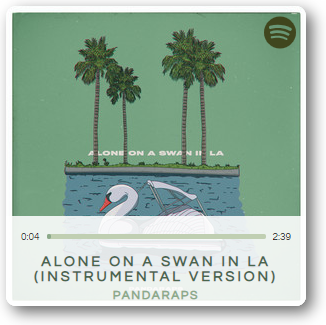 ALONE ON A SWAN IN LA
0:04
2:39
ALONE ON A SWAN IN LA
(INSTRUMENTAL VERSION)
PANDARAPS